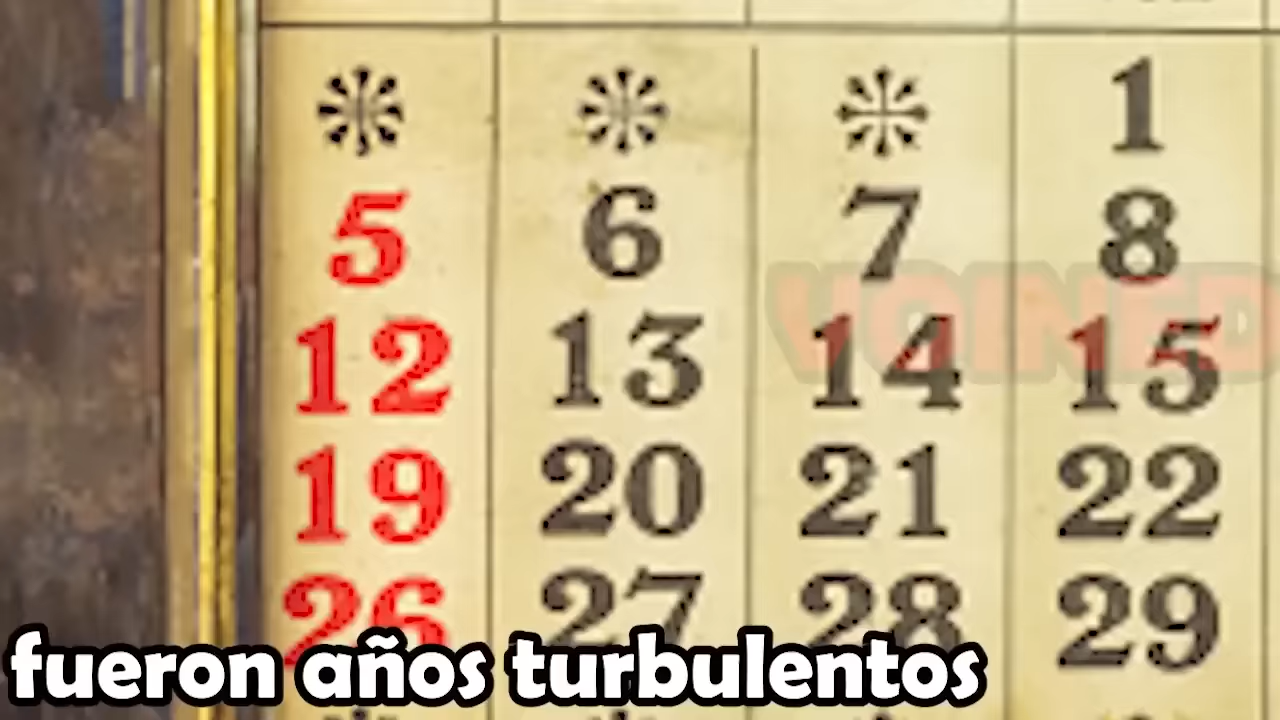 1
5 6 7 8
VOINED
12 13 14 15
19 20 21 22
26 27 28 29
fueron años turbulentos